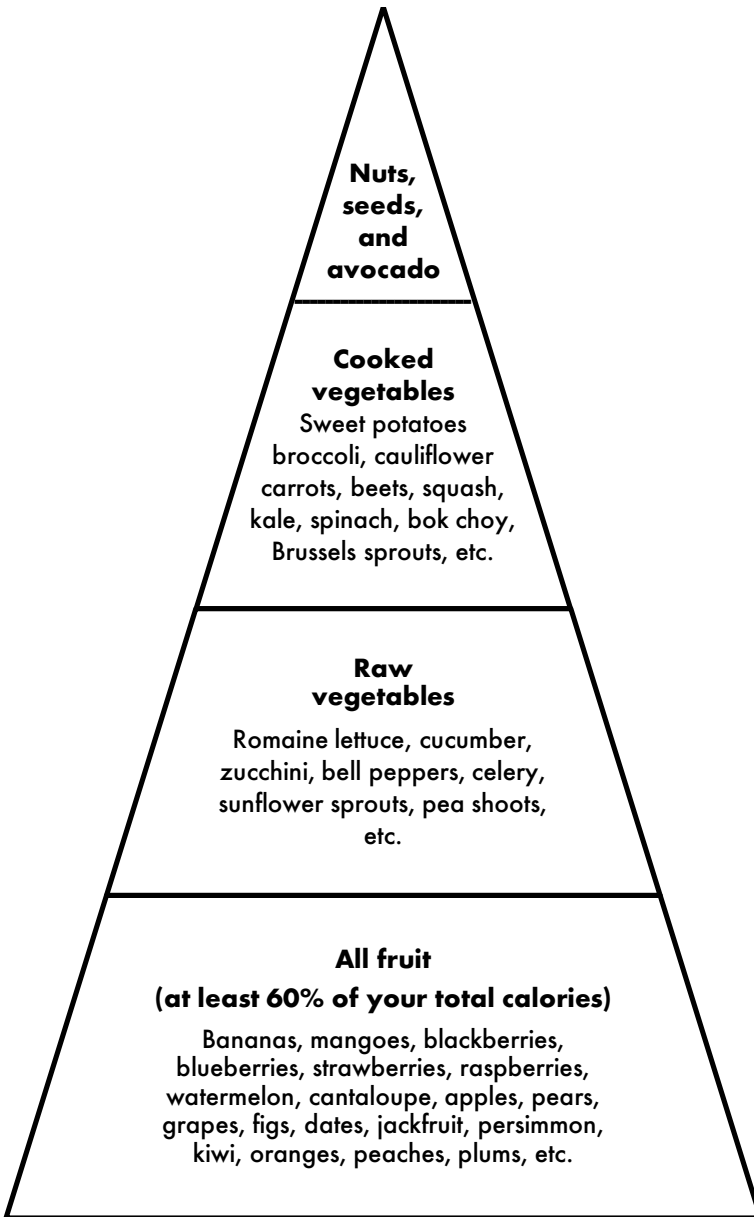 Nuts,
seeds,
and
avocado
Cooked
vegetables
Sweet potatoes
broccoli, cauliflower
carrots, beets, squash,
kale, spinach, bok choy,
Brussels sprouts, etc.
Raw
vegetables
Romaine lettuce, cucumber,
zucchini, bell peppers, celery,
sunflower sprouts, pea shoots,
etc.
All fruit
(at least 60% of your total calories)
Bananas, mangoes, blackberries,
blueberries, strawberries, raspberries,
watermelon, cantaloupe, apples, pears,
grapes, figs, dates, jackfruit, persimmon,
kiwi, oranges, peaches, plums, etc.